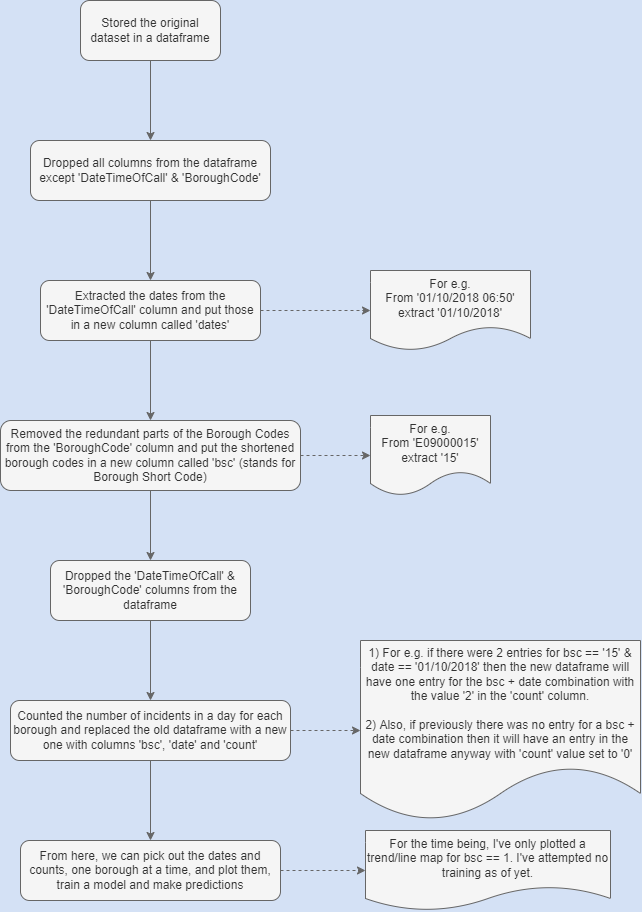 Stored the original
dataset in a dataframe
Dropped all columns from the dataframe
except 'DateTimeOfCall' & 'BoroughCode'
Extracted the dates from the
'DateTimeOfCall' column and put those
in a new column called 'dates'
For e.g.
From '01/10/2018 06:50'
extract '01/10/2018'
Removed the redundant parts of the Borough Codes
from the 'BoroughCode' column and put the shortened
borough codes in a new column called 'bsc' (stands for
Borough Short Code)
For e.g.
From 'E09000015'
extract '15'
Dropped the 'DateTimeOfCall' &
'BoroughCode' columns from the
dataframe
Counted the number of incidents in a day for each
borough and replaced the old dataframe with a new
one with columns 'bsc', 'date' and 'count'
1) For e.g. if there were 2 entries for bsc == '15' &
date == '01/10/2018' then the new dataframe will
have one entry for the bsc + date combination with
the value '2' in the 'count' column.
2) Also, if previously there was no entry for a bsc +
date combination then it will have an entry in the
new dataframe anyway with 'count' value set to '0'
From here, we can pick out the dates and
counts, one borough at a time, and plot them,
train a model and make predictions
For the time being, I've only plotted a
trend/line map for bsc == 1. I've attempted no
training as of yet.